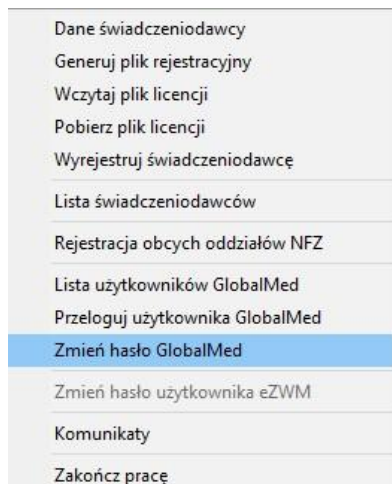 Dane świadczeniodawcy
Generuj plik rejestracyjny
Wczytaj plik licencji
Pobierz plik licencji
Wyrejestruj świadczeniodawcę
Lista świadczeniodawców
Rejestracja obcych oddziałów NFZ
Lista użytkowników GlobalMed
Przeloguj użytkownika GlobalMed
Zmień hasło GlobalMed
Zmień hasło użytkownika eZWM
Komunikaty
Zakończ pracę